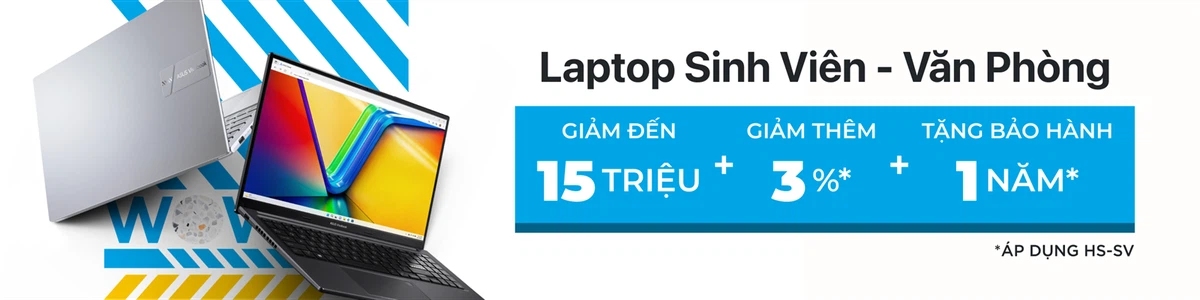 Laptop Sinh Viên - Văn Phòng
GIẢM ĐẾN
15 TRIỆU
+
GIẢM THÊM
3 %*
+
TẶNG BẢO HÀNH
1 NĂM*
*ÁP DỤNG HS-SV
WOW